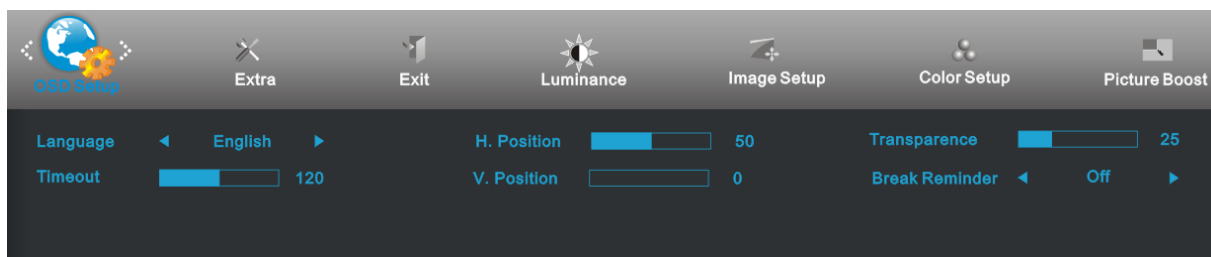 OSD Setup Extra Exit Luminance Image Setup Color Setup Picture Boost
Language English H. Position 50 Transparence 25
Timeout 120 V. Position 0 Break Reminder Off